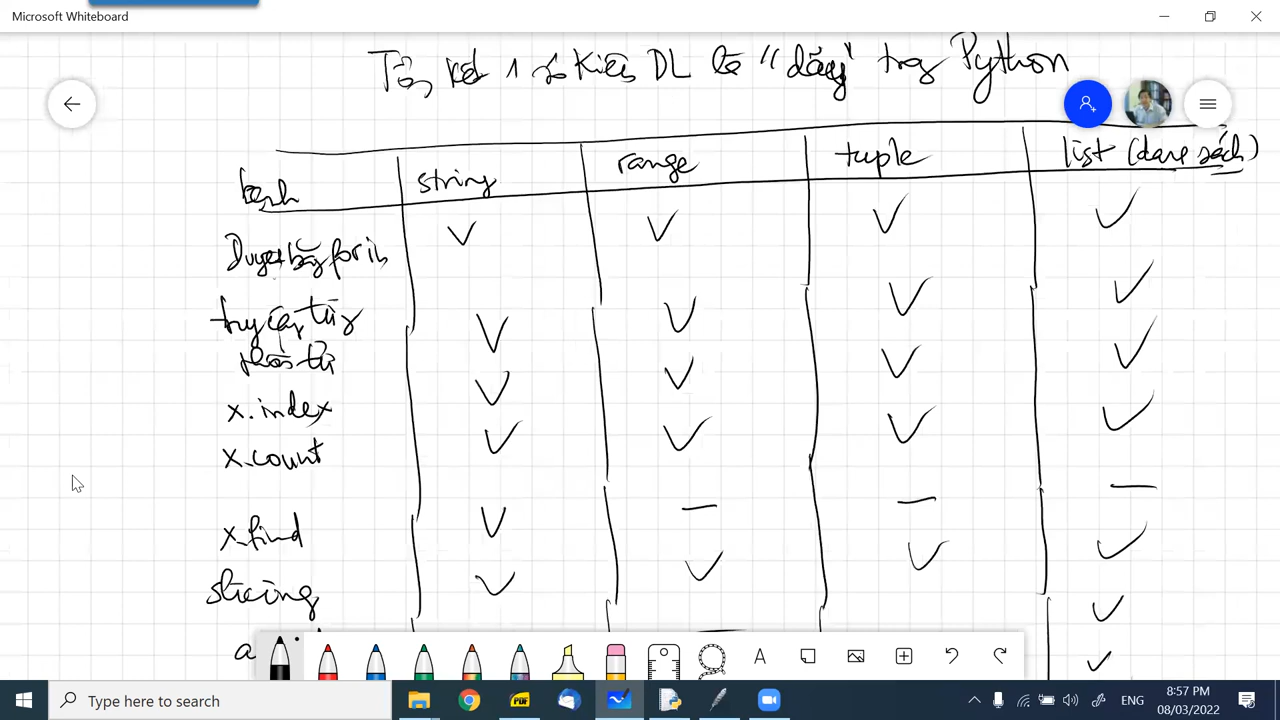 Microsoft Whiteboard
Tổng kết 1 số kiểu DL là "dãy" trong Python
string range tuple list (danh sách)
Duyệt bằng for in
truy cập từng
phần tử
x.index
x.count
x.find —  —  —
slicing
a
Type here to search
PDF
ENG
8:57 PM
08/03/2022